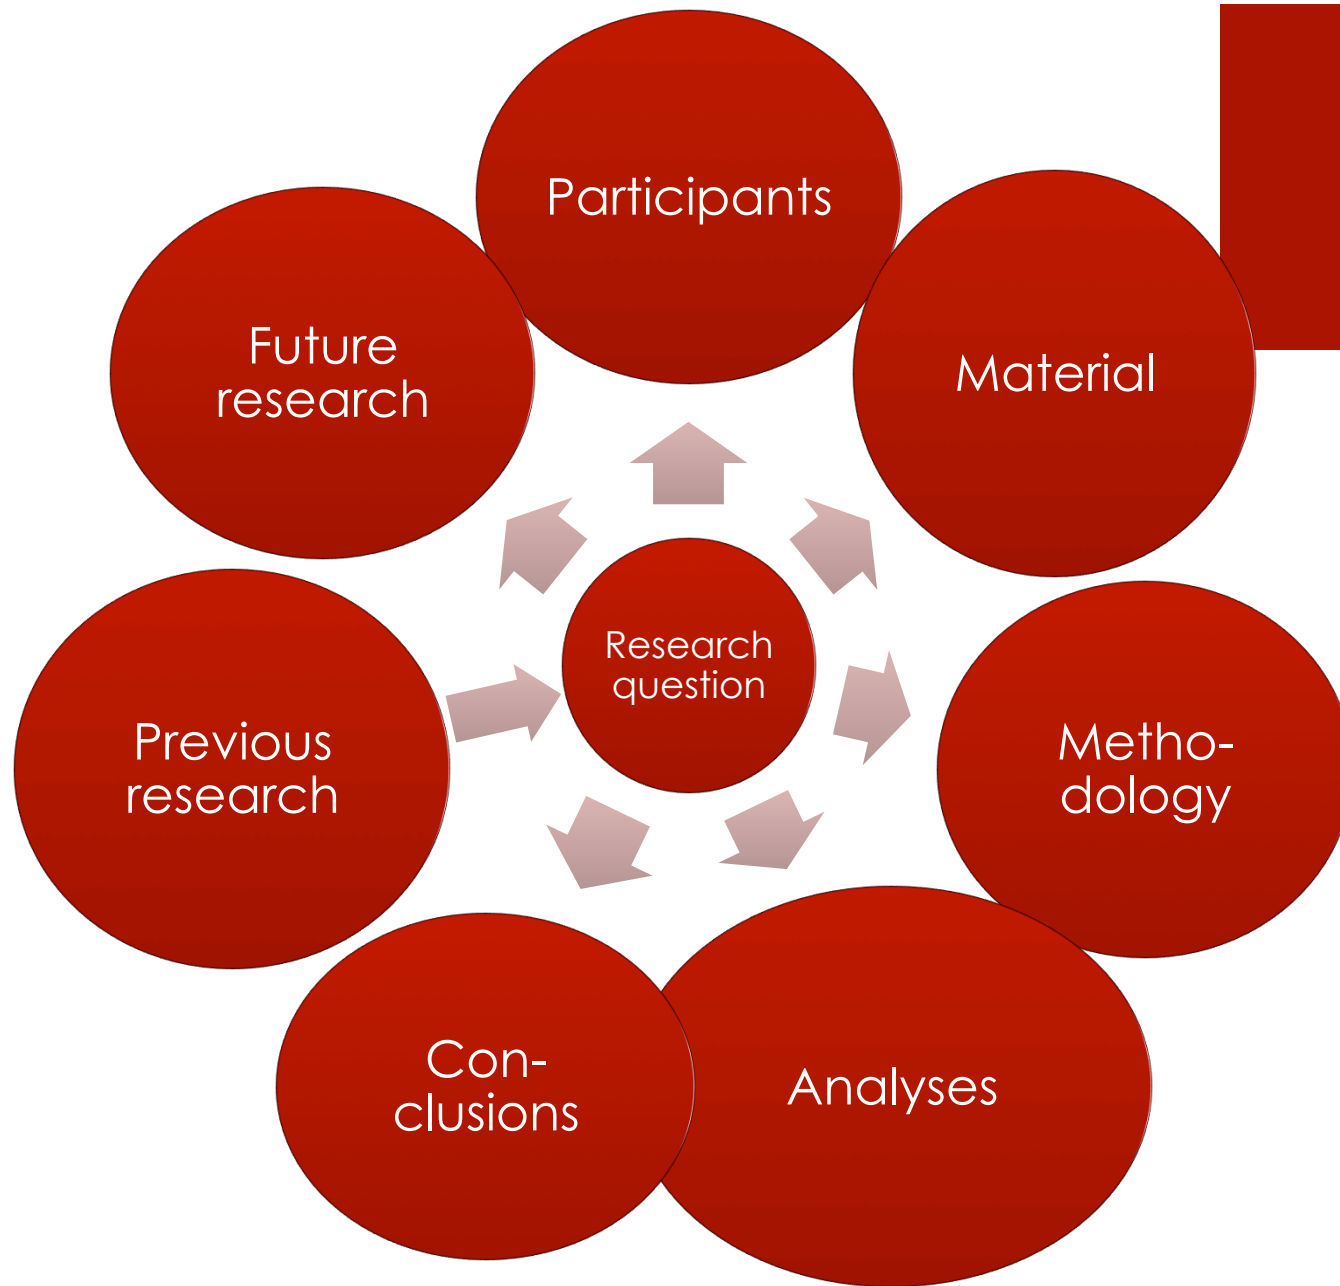 Participants
Future
research
Material
Research
question
Previous
research
Metho-
dology
Con-
clusions
Analyses